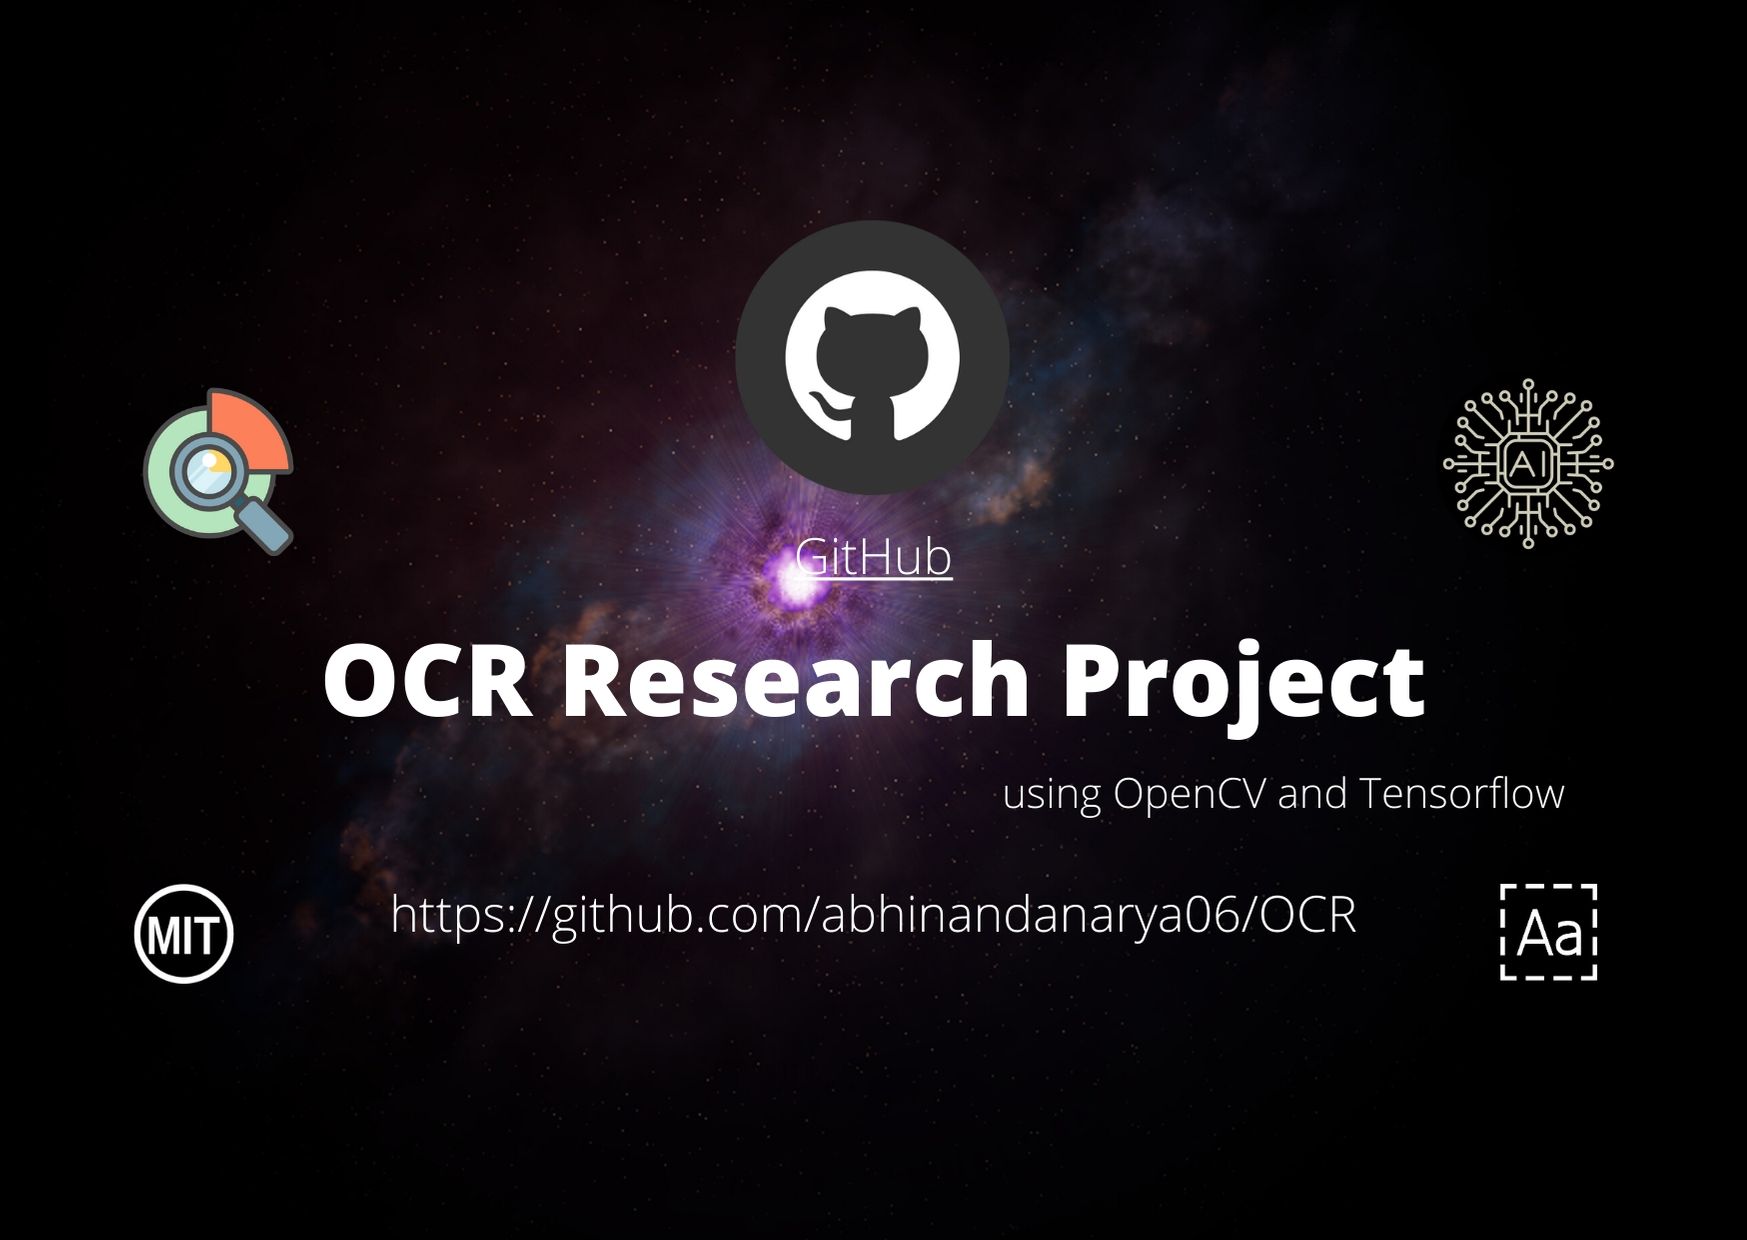 AI
GitHub
OCR Research Project
using OpenCV and Tensorflow
MIT
https://github.com/abhinandanarya06/OCR
Aa